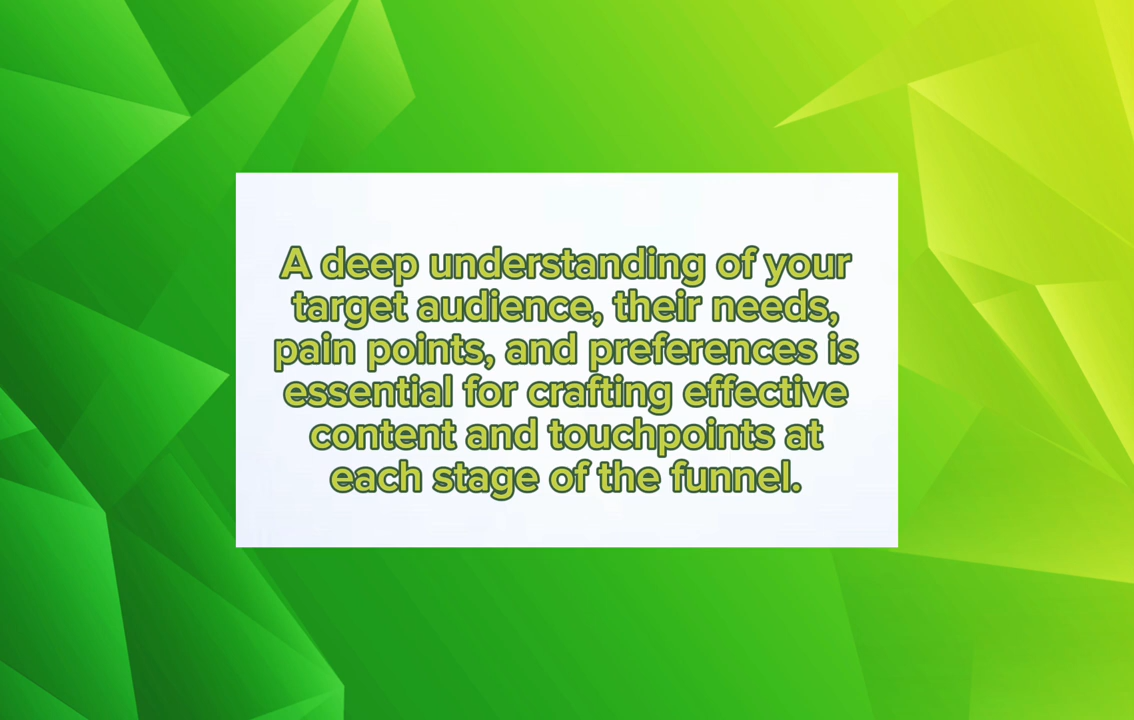 A deep understanding of your
target audience, their needs,
pain points, and preferences is
essential for crafting effective
content and touchpoints at
each stage of the funnel.